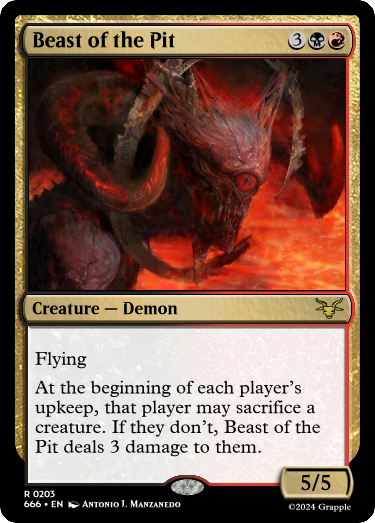 Beast of the Pit 3
Creature — Demon
Flying
At the beginning of each player's
upkeep, that player may sacrifice a
creature. If they don't, Beast of the
Pit deals 3 damage to them.
5/5
R 0203
666 • EN Antonio J. Manzanedo
©2024 Grapple